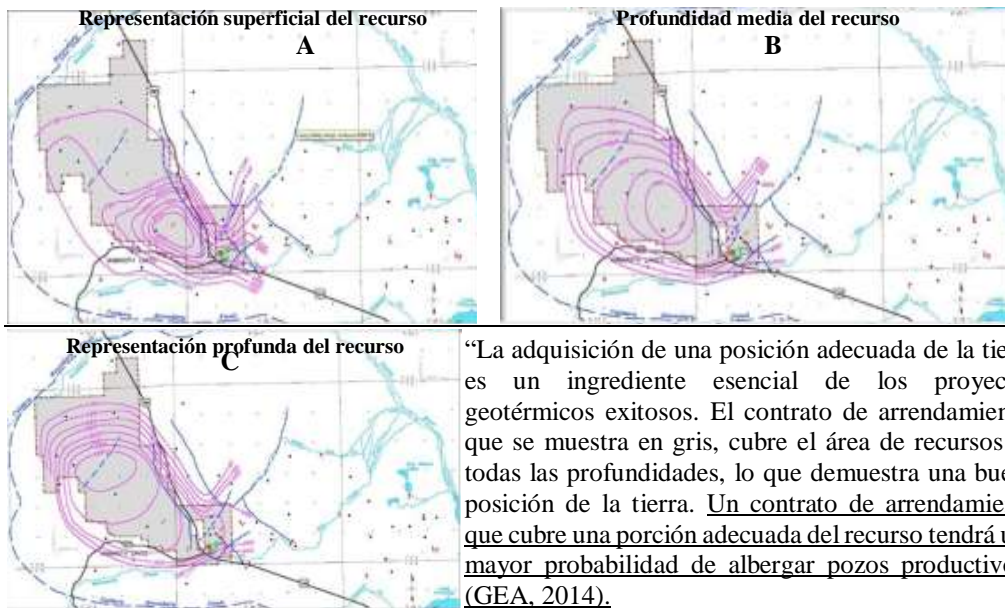 Representación superficial del recurso
A
Profundidad media del recurso
B
Representación profunda del recurso
C
“La adquisición de una posición adecuada de la tie
es un ingrediente esencial de los proyec
geotérmicos exitosos. El contrato de arrendamien
que se muestra en gris, cubre el área de recursos
todas las profundidades, lo que demuestra una bue
posición de la tierra. Un contrato de arrendamie
que cubre una porción adecuada del recurso tendrá u
mayor probabilidad de albergar pozos productiv
(GEA, 2014).